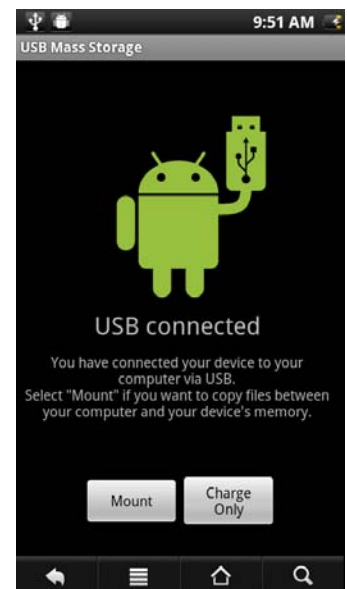 9:51 AM
USB Mass Storage
USB connected
You have connected your device to your
computer via USB.
Select "Mount" if you want to copy files between
your computer and your device's memory.
Mount
Charge
Only